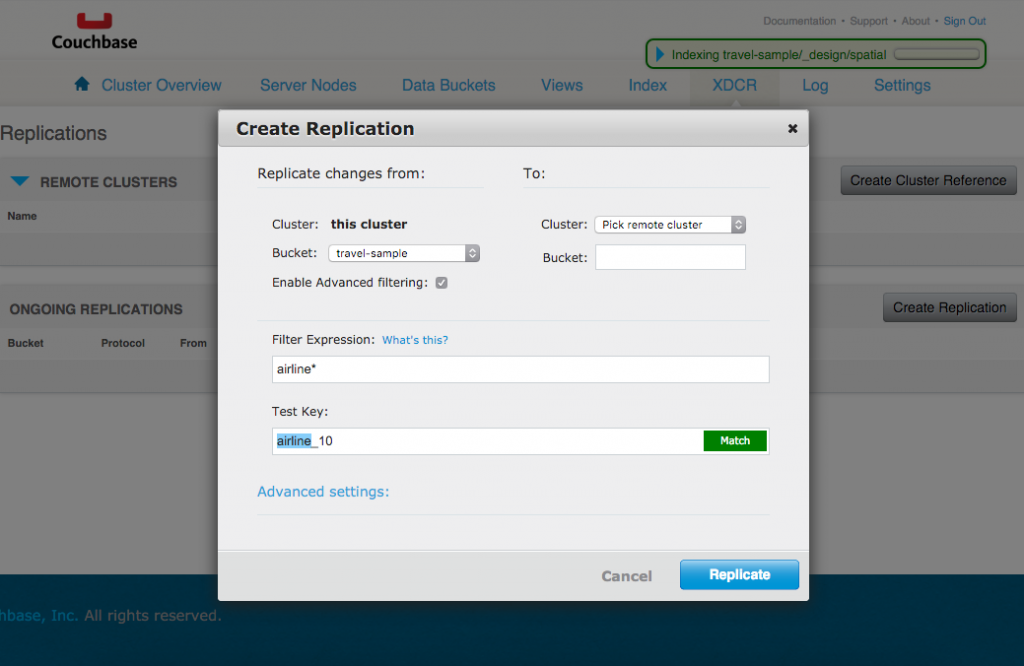 Couchbase
Documentation • Support • About • Sign Out
Indexing travel-sample/_design/spatial
Cluster Overview Server Nodes Data Buckets Views Index XDCR Log Settings
Replications
REMOTE CLUSTERS
Create Cluster Reference
Name
ONGOING REPLICATIONS
Create Replication
Bucket Protocol From
Create Replication
Replicate changes from: To:
Cluster: this cluster Cluster: Pick remote cluster
Bucket: travel-sample Bucket:
Enable Advanced filtering:
Filter Expression: What's this?
airline*
Test Key:
airline_10 Match
Advanced settings:
Cancel Replicate
hbase, Inc. All rights reserved.